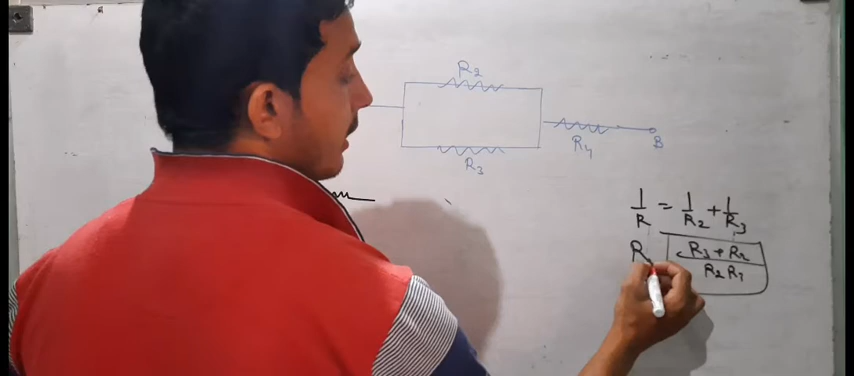 R2
R3
R4
B
1/R = 1/R2 + 1/R3
R
R3 + R2 / R2 R3